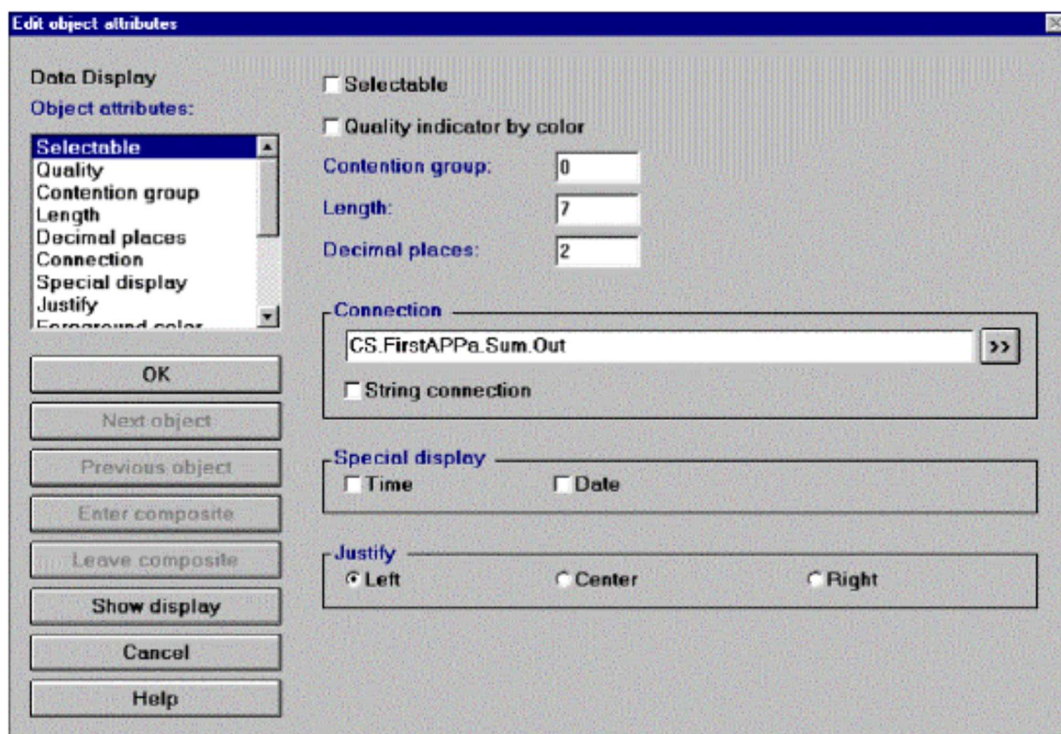 Edit object attributes
Data Display
Object attributes:
Selectable
Quality
Contention group
Length
Decimal places
Connection
Special display
Justify
Foreground color
OK
Next object
Previous object
Enter composite
Leave composite
Show display
Cancel
Help
Selectable
Quality indicator by color
Contention group: 0
Length: 7
Decimal places: 2
Connection
CS.FirstAPPa.Sum.Out >>
String connection
Special display
Time Date
Justify
Left Center Right